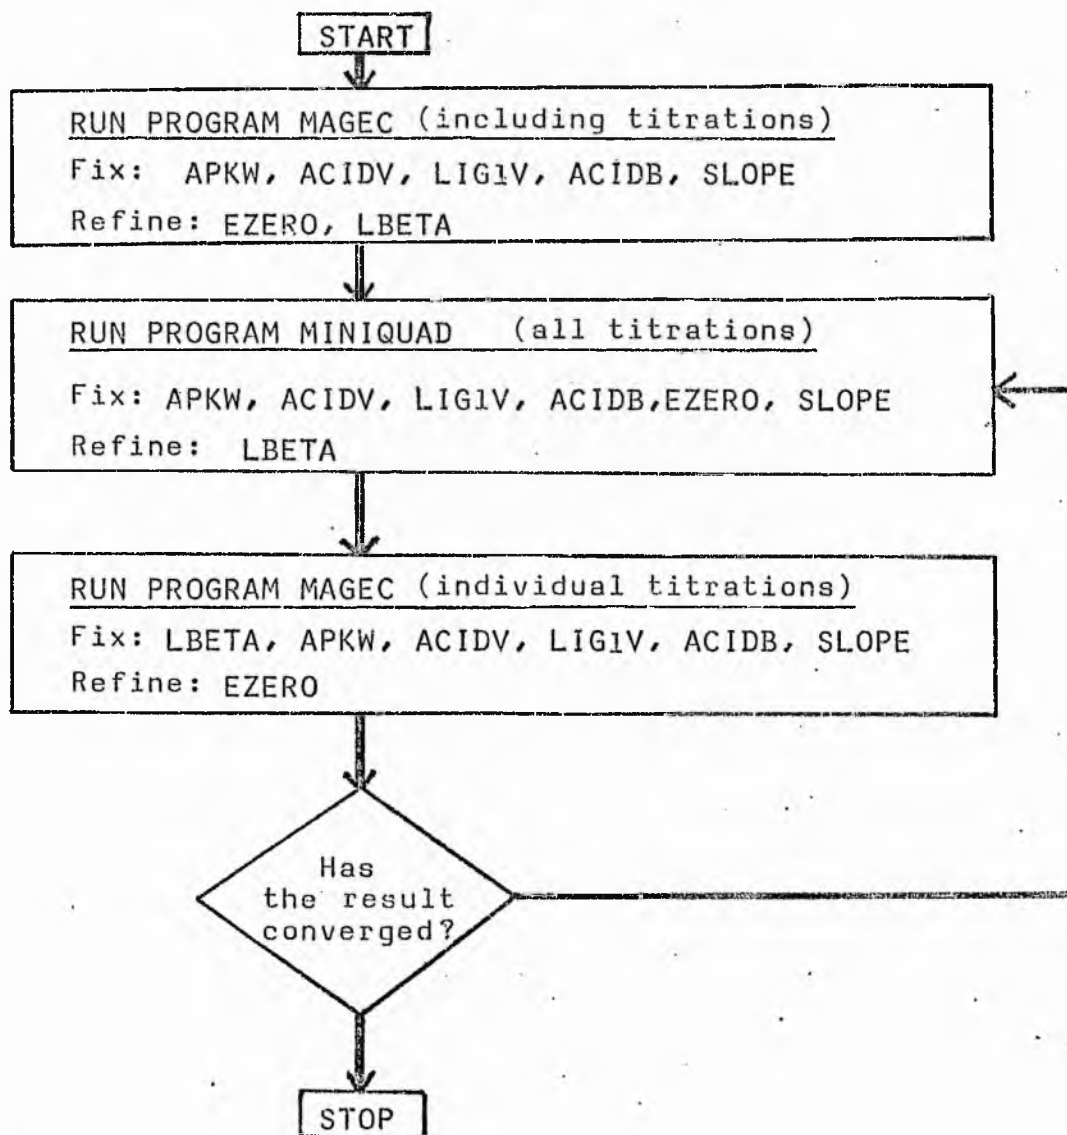 START
RUN PROGRAM MAGEC (including titrations)
Fix: APKW, ACIDV, LIG1V, ACIDB, SLOPE
Refine: EZERO, LBETA
RUN PROGRAM MINIQUAD (all titrations)
Fix: APKW, ACIDV, LIG1V, ACIDB,EZERO, SLOPE
Refine: LBETA
RUN PROGRAM MAGEC (individual titrations)
Fix: LBETA, APKW, ACIDV, LIG1V, ACIDB, SLOPE
Refine: EZERO
Has
the result
converged?
STOP